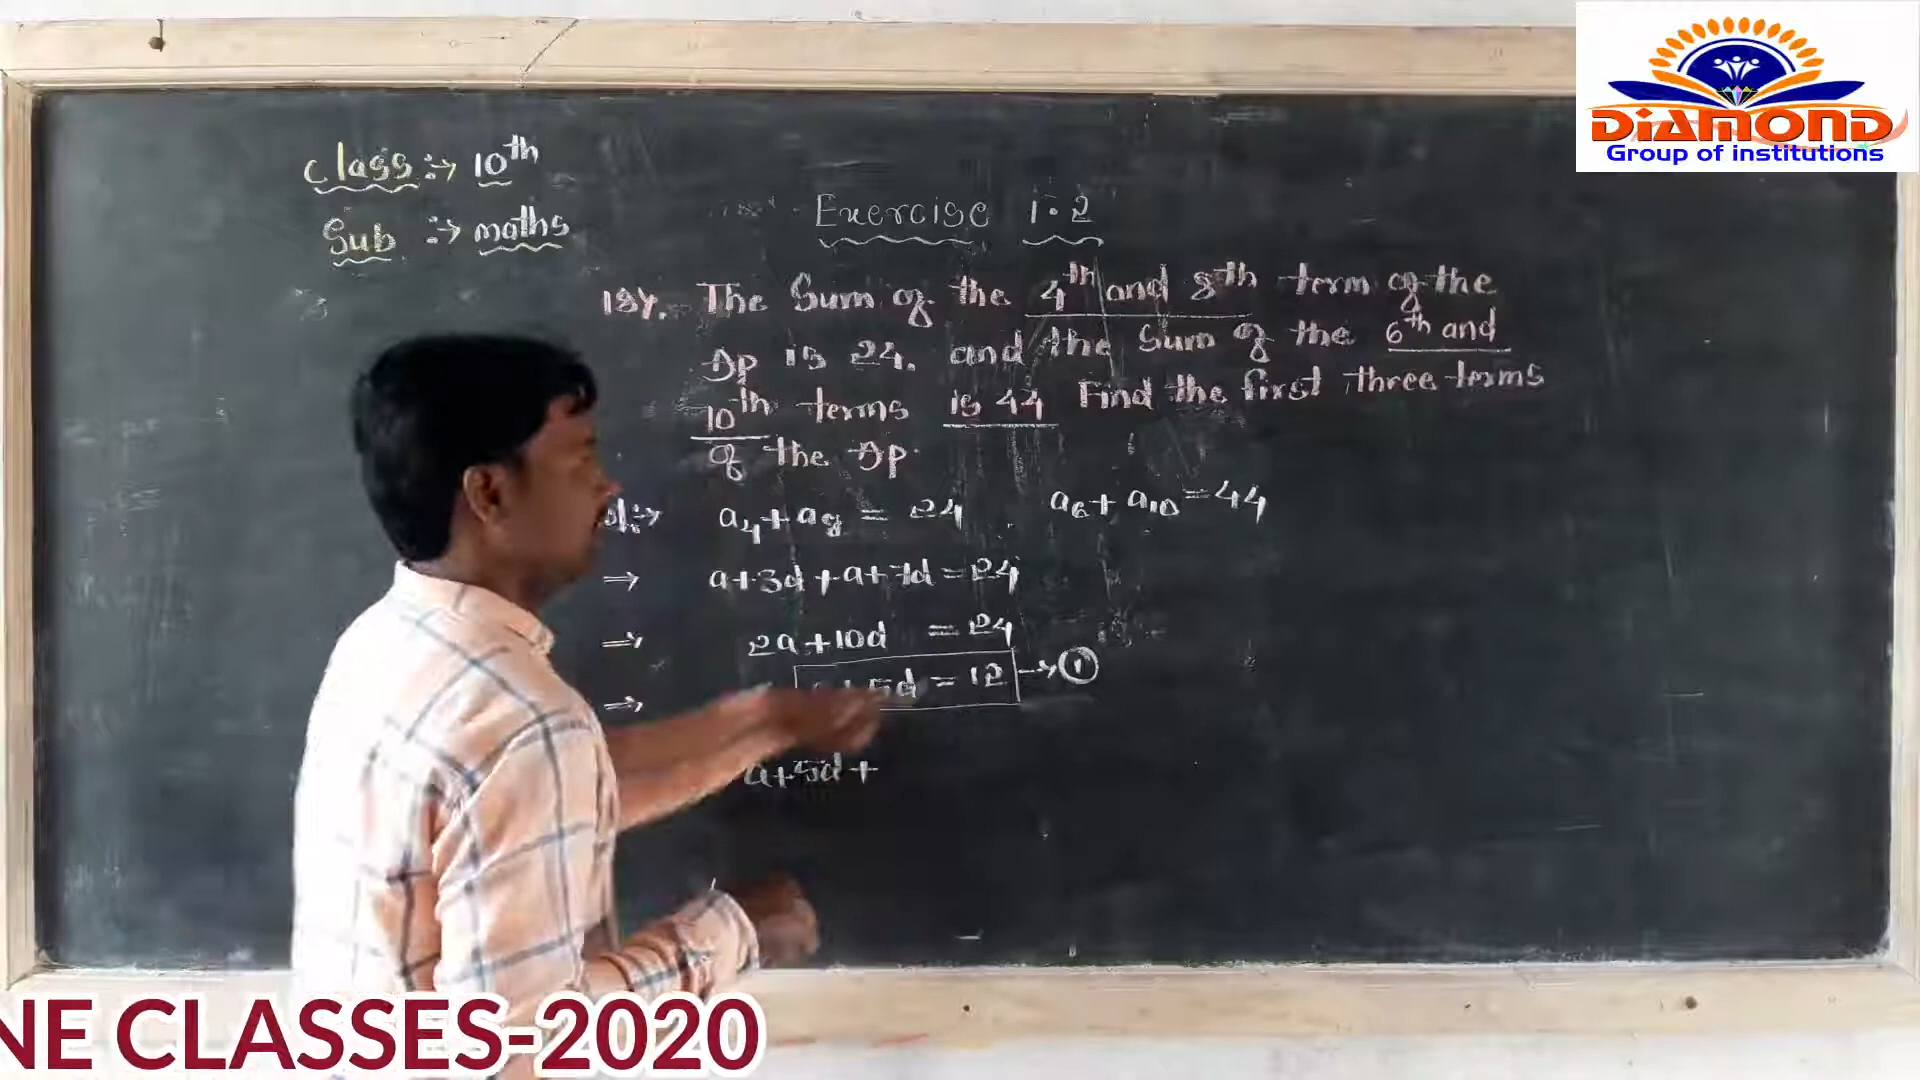 DIAMOND
Group of institutions
Class :→ 10th
Sub :→ maths
Exercise 1.2
18Y. The Sum of the 4th and 8th term of the
Ap is 24. and the Sum of the 6th and
10th terms is 44 Find the first three terms
of the Ap.
a4+a8 = 24
a6+a10=44
⇒ a+3d+a+7d=24
⇒ 2a+10d = 24
⇒ 5d = 12 → ①
a+5d+
NE CLASSES-2020